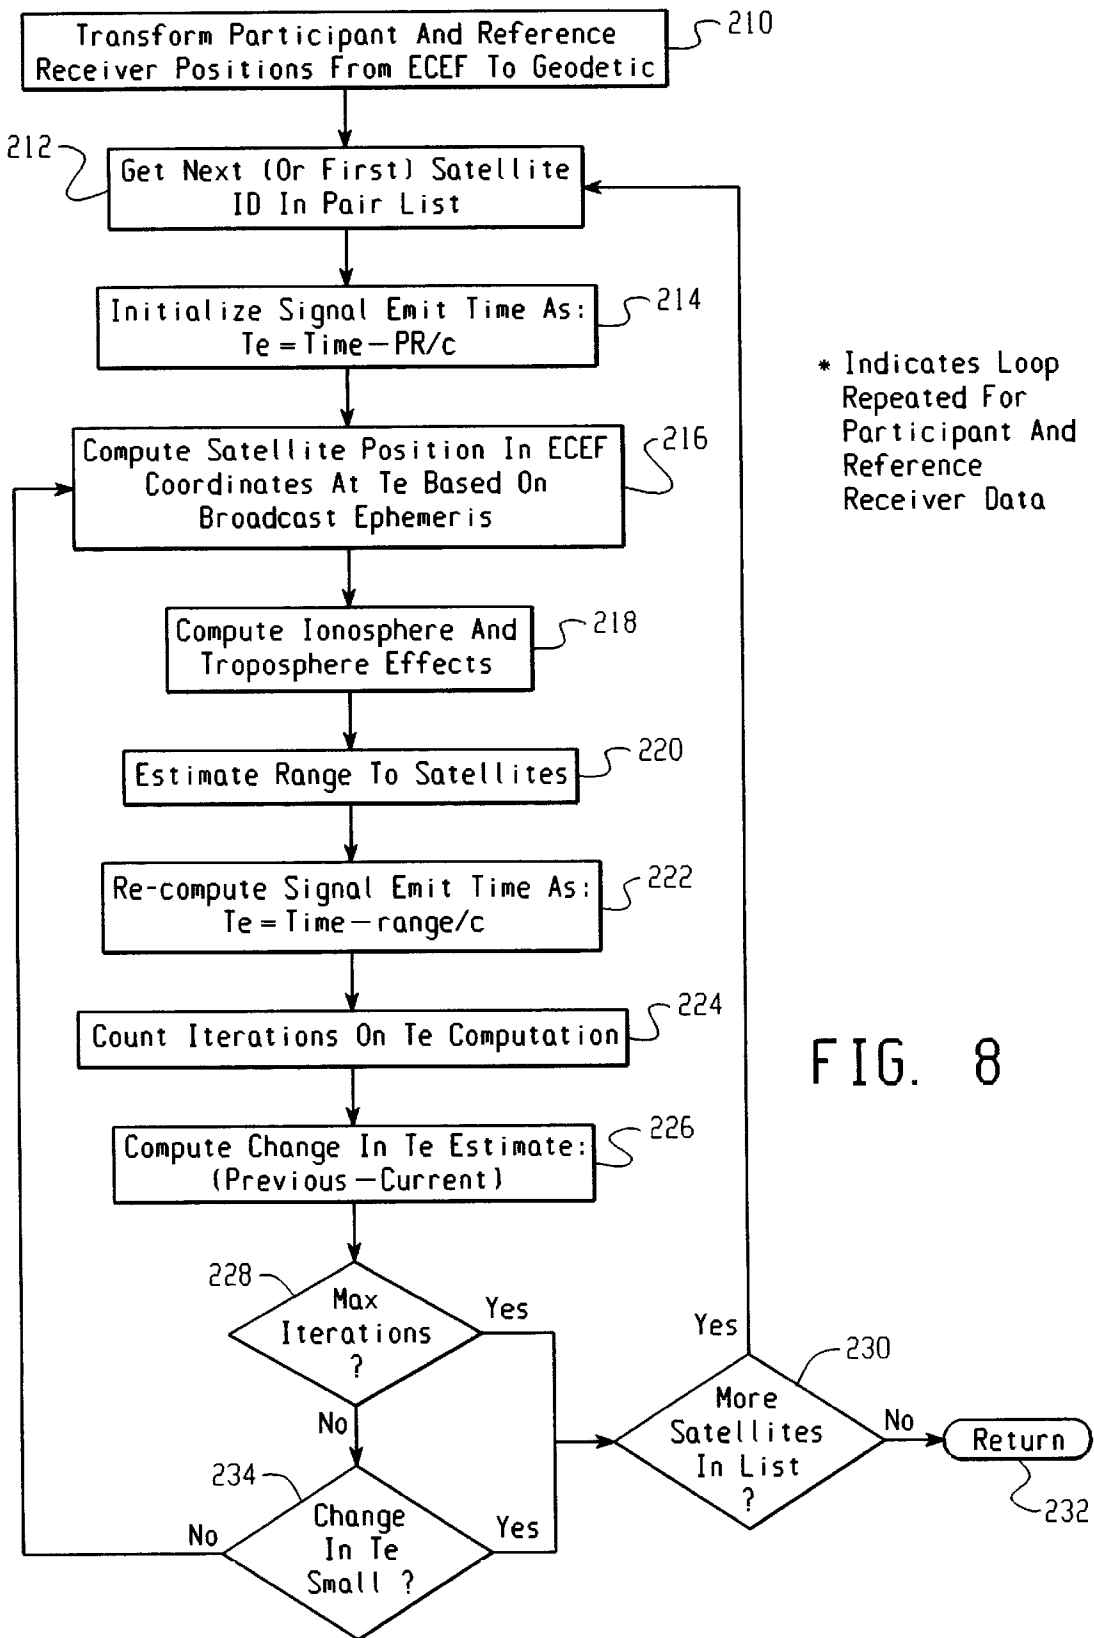 Transform Participant And Reference
Receiver Positions From ECEF To Geodetic
210
212
Get Next (Or First) Satellite
ID In Pair List
Initialize Signal Emit Time As:
Te = Time – PR/c
214
* Indicates Loop
Repeated For
Participant And
Reference
Receiver Data
Compute Satellite Position In ECEF
Coordinates At Te Based On
Broadcast Ephemeris
216
Compute Ionosphere And
Troposphere Effects
218
Estimate Range To Satellites
220
Re-compute Signal Emit Time As:
Te = Time – range/c
222
Count Iterations On Te Computation
224
FIG. 8
Compute Change In Te Estimate:
(Previous – Current)
226
228
Max
Iterations
?
Yes
No
Yes
230
More
Satellites
In List
?
No
Return
232
234
Change
In Te
Small ?
No
Yes